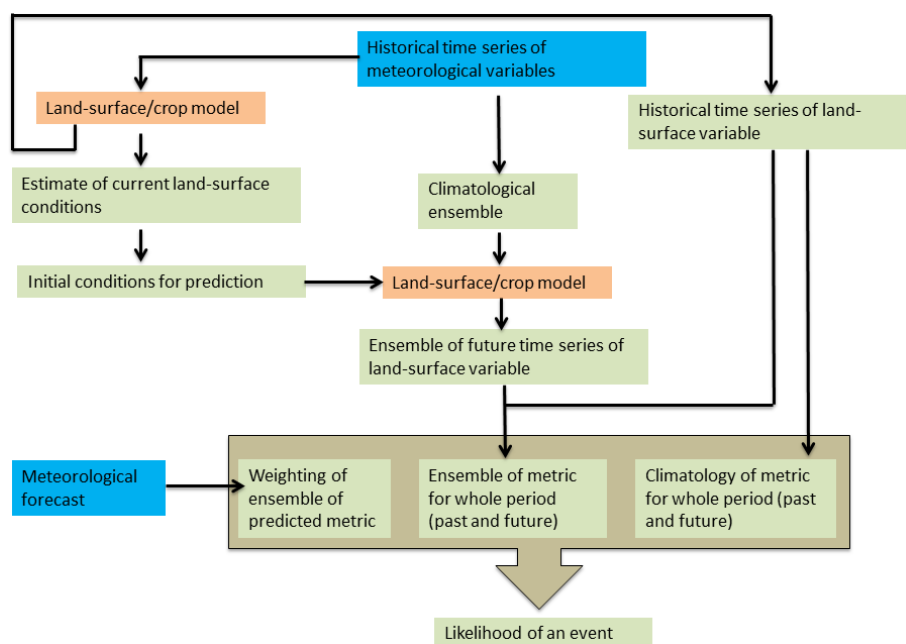 Historical time series of
meteorological variables
Land-surface/crop model
Historical time series of land-
surface variable
Estimate of current land-surface
conditions
Climatological
ensemble
Initial conditions for prediction
Land-surface/crop model
Ensemble of future time series of
land-surface variable
Meteorological
forecast
Weighting of
ensemble of
predicted metric
Ensemble of metric
for whole period
(past and future)
Climatology of metric
for whole period (past
and future)
Likelihood of an event